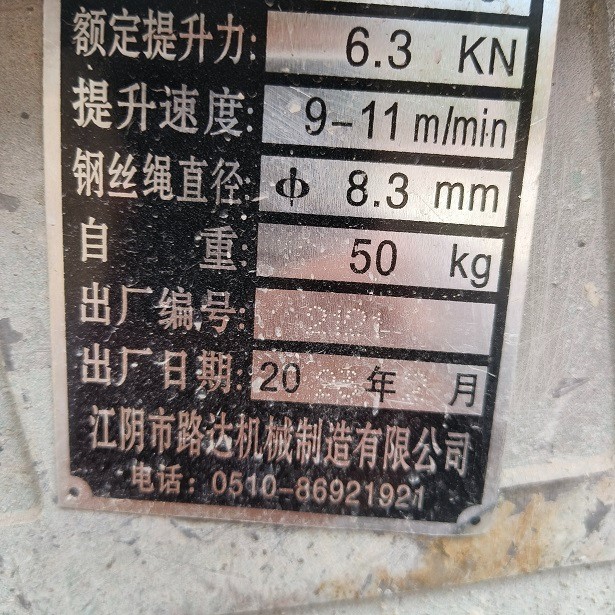 额定提升力: 6.3 KN
提升速度: 9-11 m/min
钢丝绳直径: ф 8.3 mm
自 重: 50 kg
出厂编号:
出厂日期: 20 年 月
江阴市路达机械制造有限公司
电话: 0510-86921921